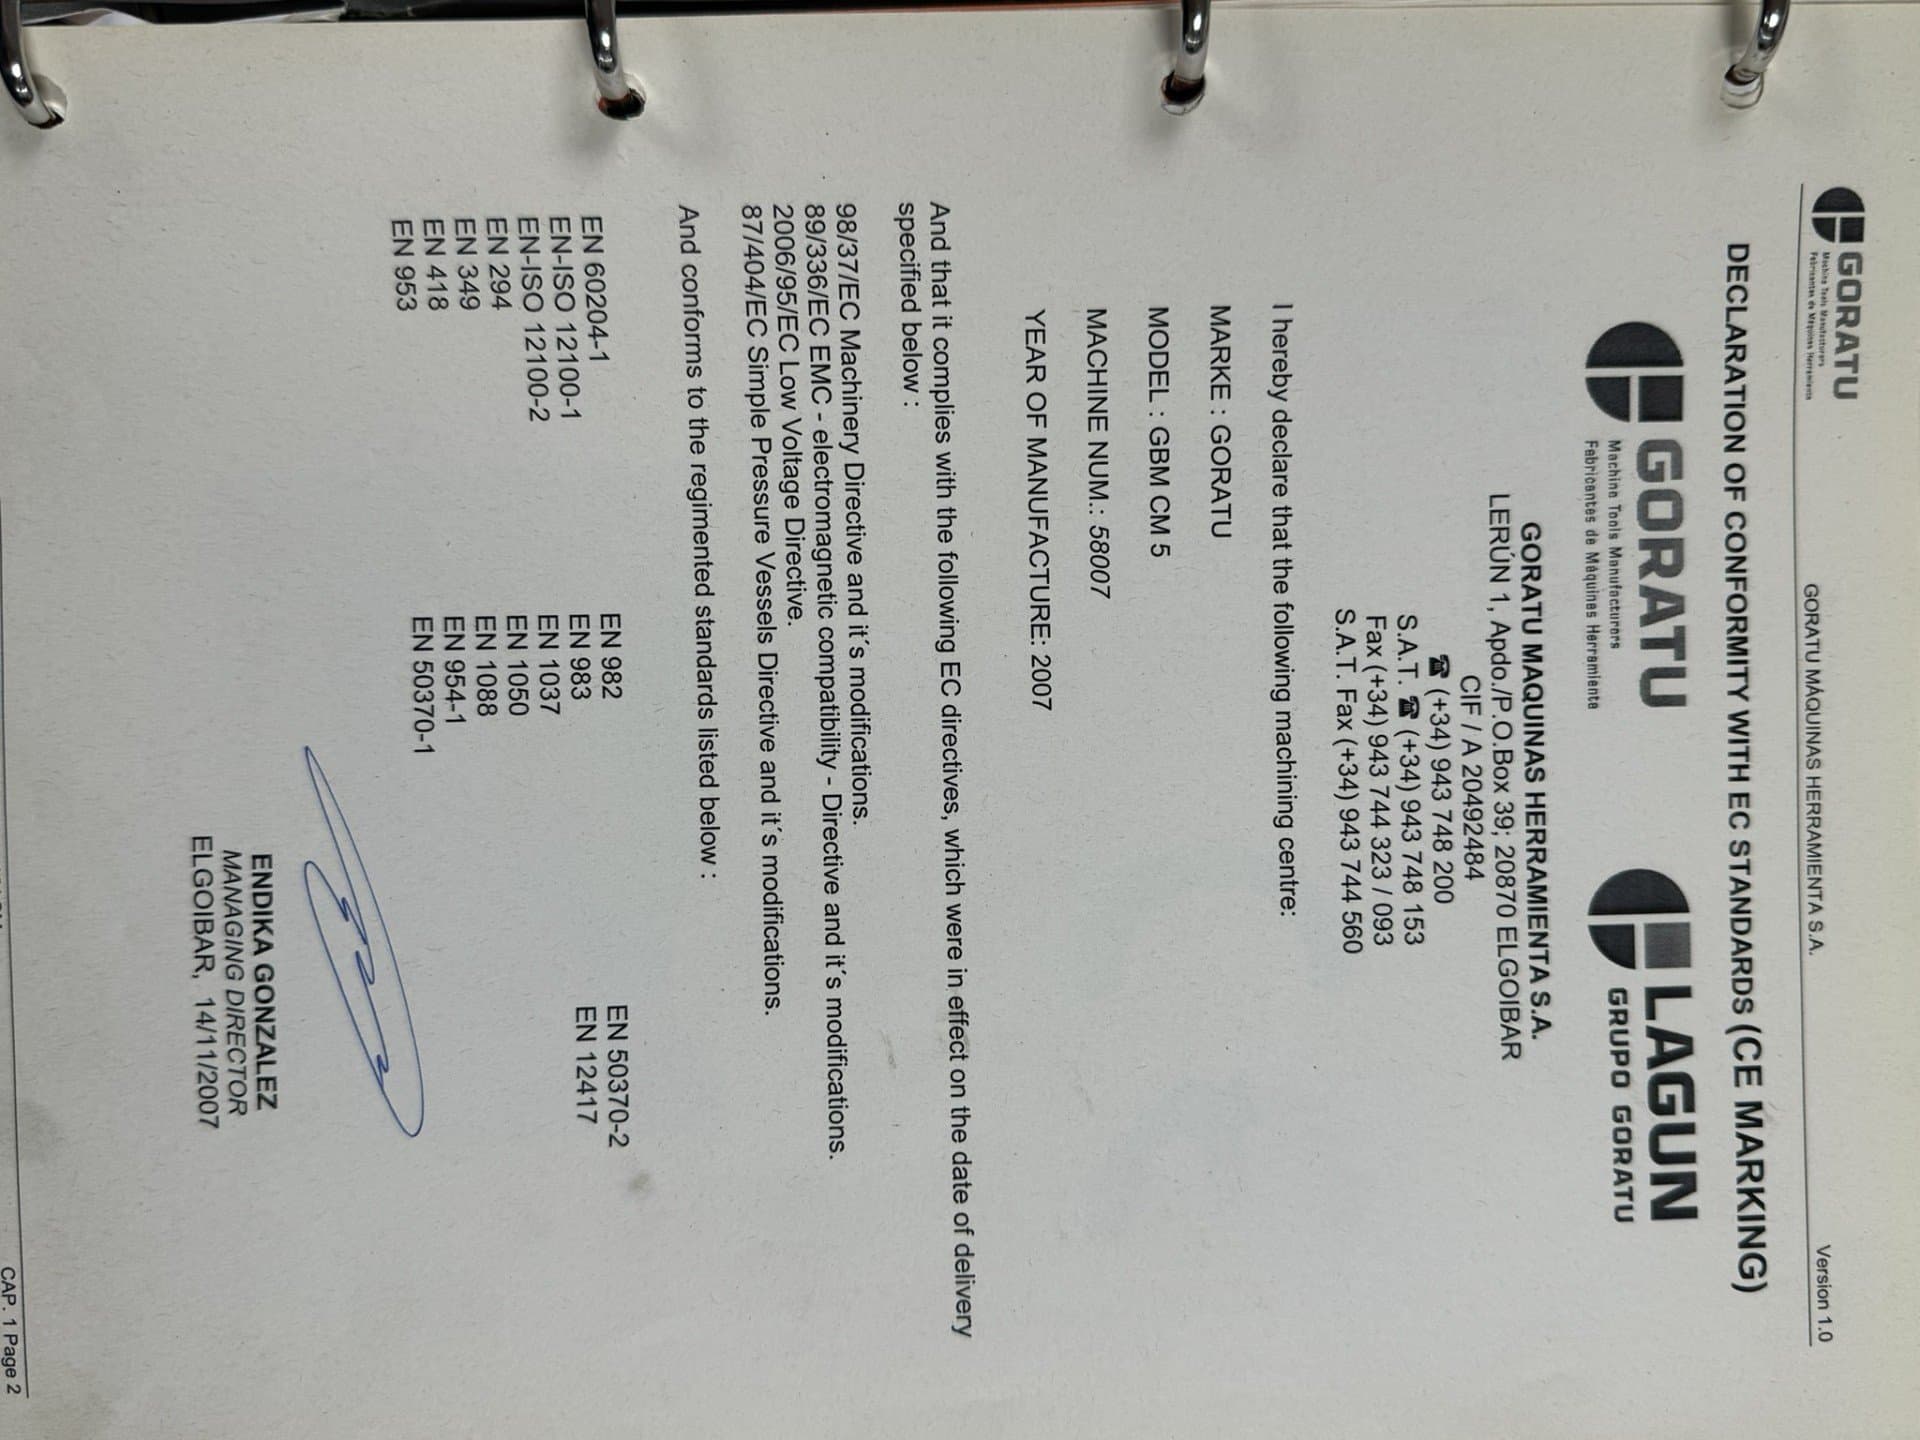 GORATU
Machine Tools Manufacturers
Fabricantes de Máquinas Herramienta
GORATU MÁQUINAS HERRAMIENTA S.A.
Version 1.0
DECLARATION OF CONFORMITY WITH EC STANDARDS (CE MARKING)
GORATU
Machine Tools Manufacturers
Fabricantes de Máquinas Herramienta
LAGUN
GRUPO GORATU
GORATU MAQUINAS HERRAMIENTA S.A.
LERÚN 1, Apdo./P.O.Box 39; 20870 ELGOIBAR
CIF / A 20492484
☎ (+34) 943 748 200
S.A.T. ☎ (+34) 943 748 153
Fax (+34) 943 744 323 / 093
S.A.T. Fax (+34) 943 744 560
I hereby declare that the following machining centre:
MARKE : GORATU
MODEL : GBM CM 5
MACHINE NUM.: 58007
YEAR OF MANUFACTURE: 2007
And that it complies with the following EC directives, which were in effect on the date of delivery
specified below :
98/37/EC Machinery Directive and it´s modifications.
89/336/EC EMC - electromagnetic compatibility - Directive and it´s modifications.
2006/95/EC Low Voltage Directive.
87/404/EC Simple Pressure Vessels Directive and it´s modifications.
And conforms to the regimented standards listed below :
EN 60204-1
EN-ISO 12100-1
EN-ISO 12100-2
EN 294
EN 349
EN 418
EN 953
EN 982
EN 983
EN 1037
EN 1050
EN 1088
EN 954-1
EN 50370-1
EN 50370-2
EN 12417
ENDIKA GONZALEZ
MANAGING DIRECTOR
ELGOIBAR, 14/11/2007
CAP. 1 Page 2